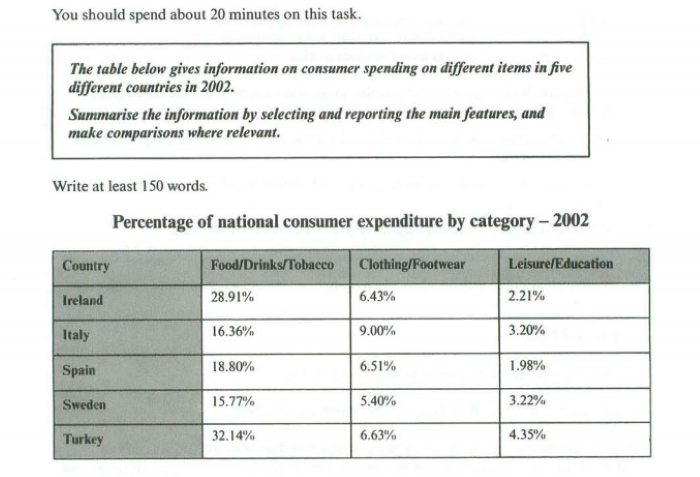 You should spend about 20 minutes on this task.
The table below gives information on consumer spending on different items in five
different countries in 2002.
Summarise the information by selecting and reporting the main features, and
make comparisons where relevant.
Write at least 150 words.
Percentage of national consumer expenditure by category – 2002
Country Food/Drinks/Tobacco Clothing/Footwear Leisure/Education
Ireland 28.91% 6.43% 2.21%
Italy 16.36% 9.00% 3.20%
Spain 18.80% 6.51% 1.98%
Sweden 15.77% 5.40% 3.22%
Turkey 32.14% 6.63% 4.35%